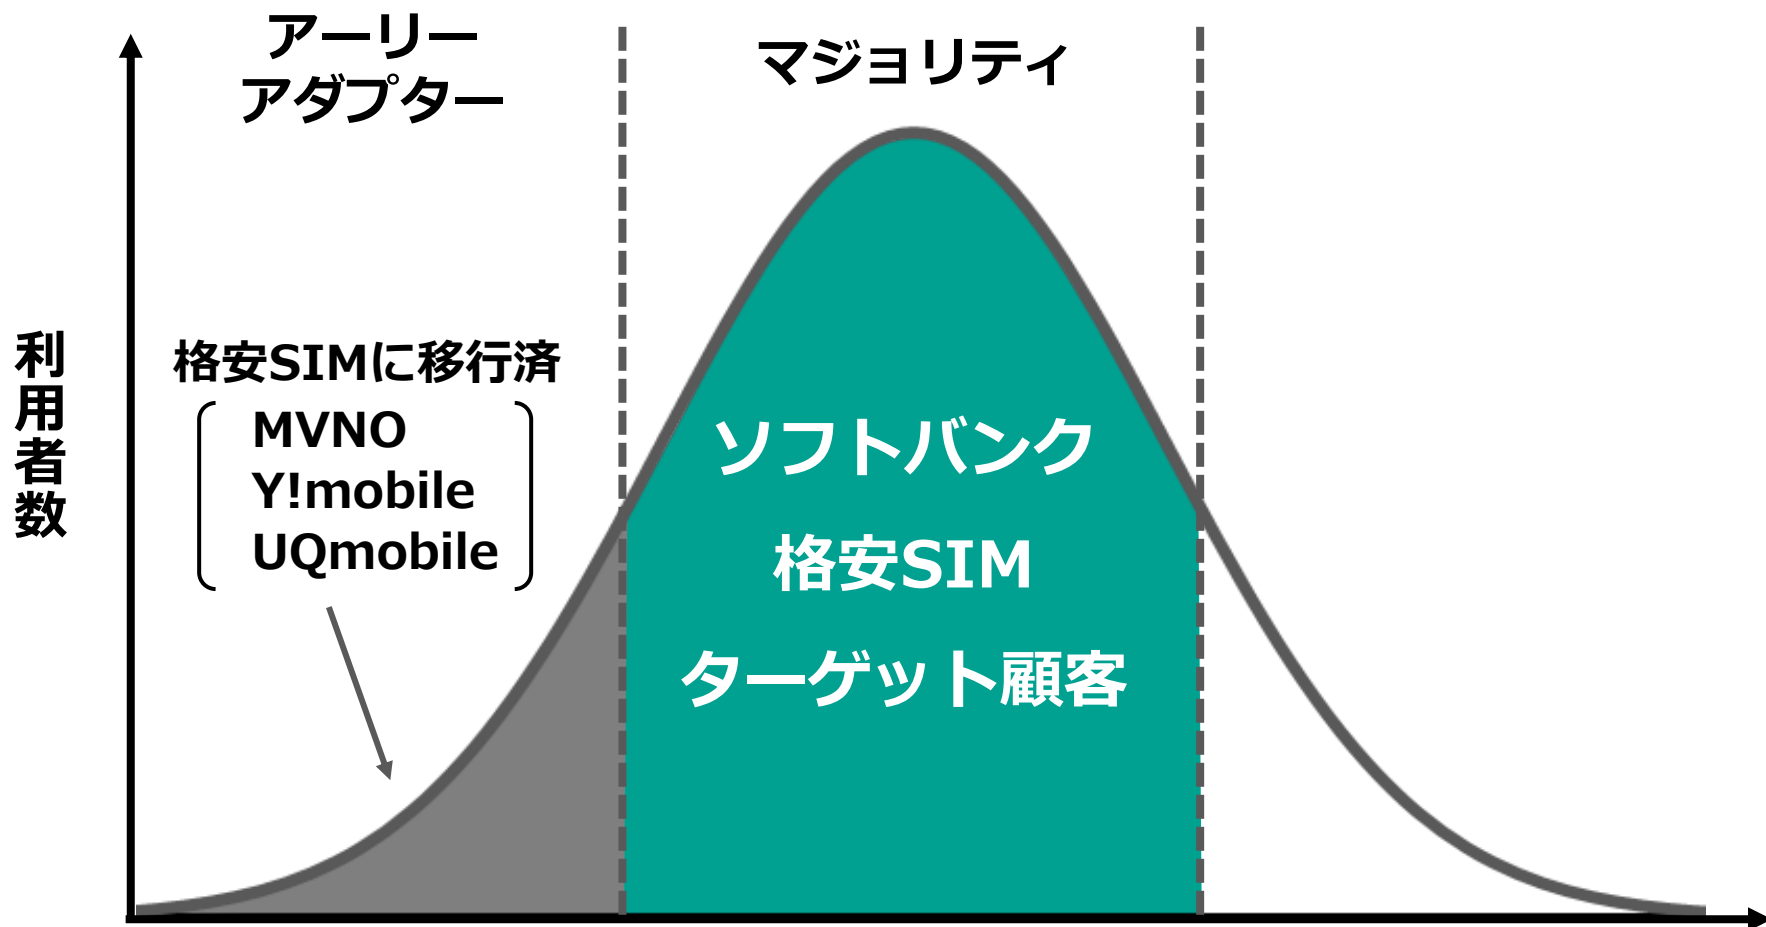 アーリー
アダプター
マジョリティ
利用者数
格安SIMに移行済
MVNO
Y!mobile
UQmobile
ソフトバンク
格安SIM
ターゲット顧客